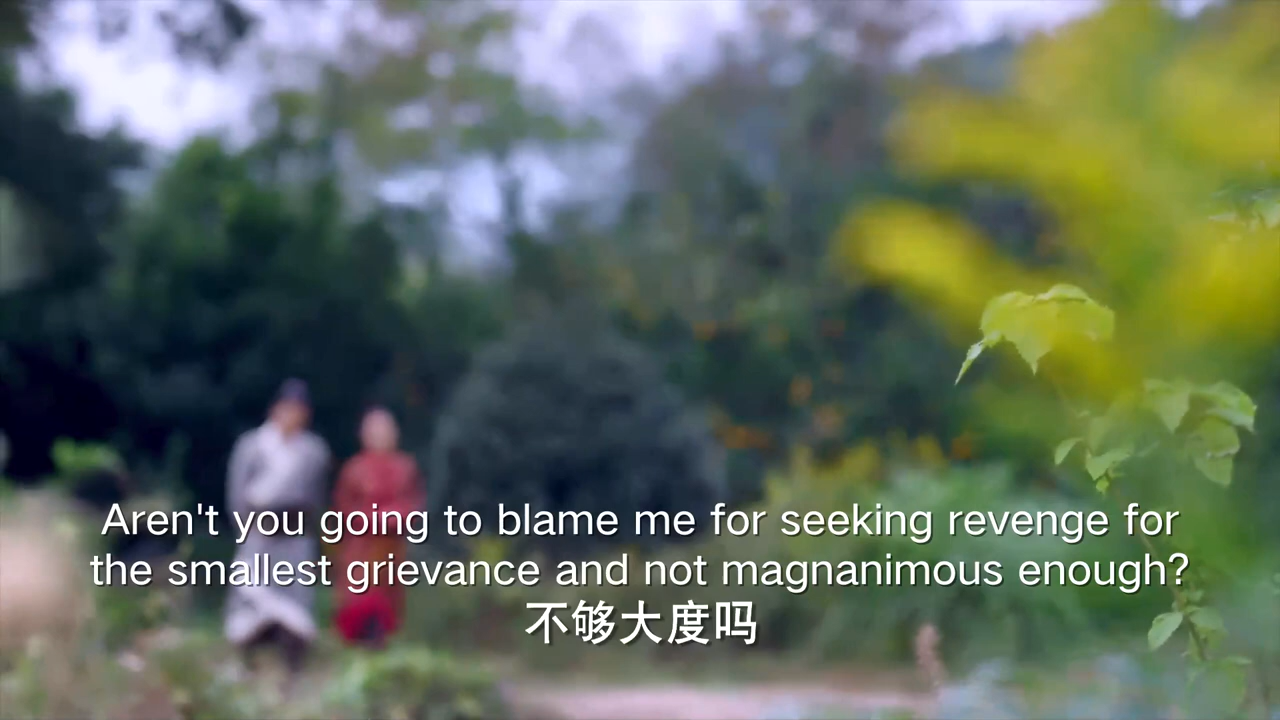 Aren't you going to blame me for seeking revenge for
the smallest grievance and not magnanimous enough?
不够大度吗